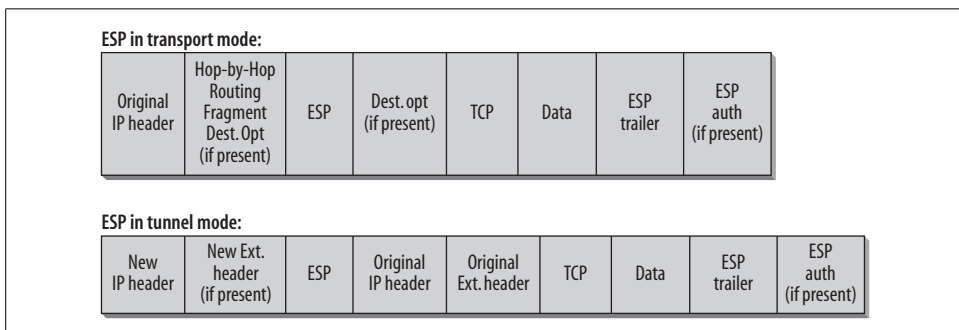 ESP in transport mode:
Original
IP header
Hop-by-Hop
Routing
Fragment
Dest. Opt
(if present)
ESP
Dest. opt
(if present)
TCP
Data
ESP
trailer
ESP
auth
(if present)
ESP in tunnel mode:
New
IP header
New Ext.
header
(if present)
ESP
Original
IP header
Original
Ext. header
TCP
Data
ESP
trailer
ESP
auth
(if present)